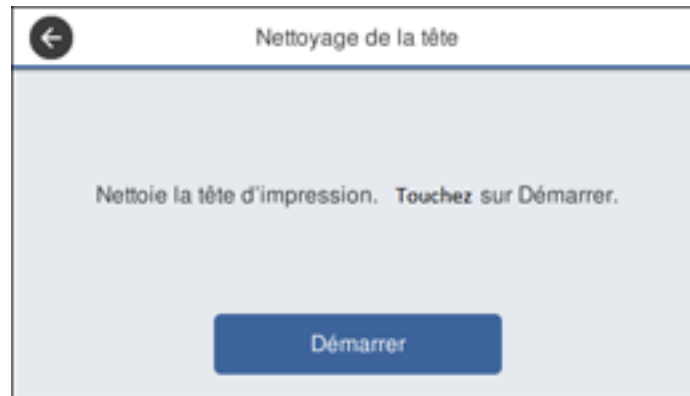 Nettoyage de la tête
Nettoie la tête d'impression. Touchez sur Démarrer.
Démarrer